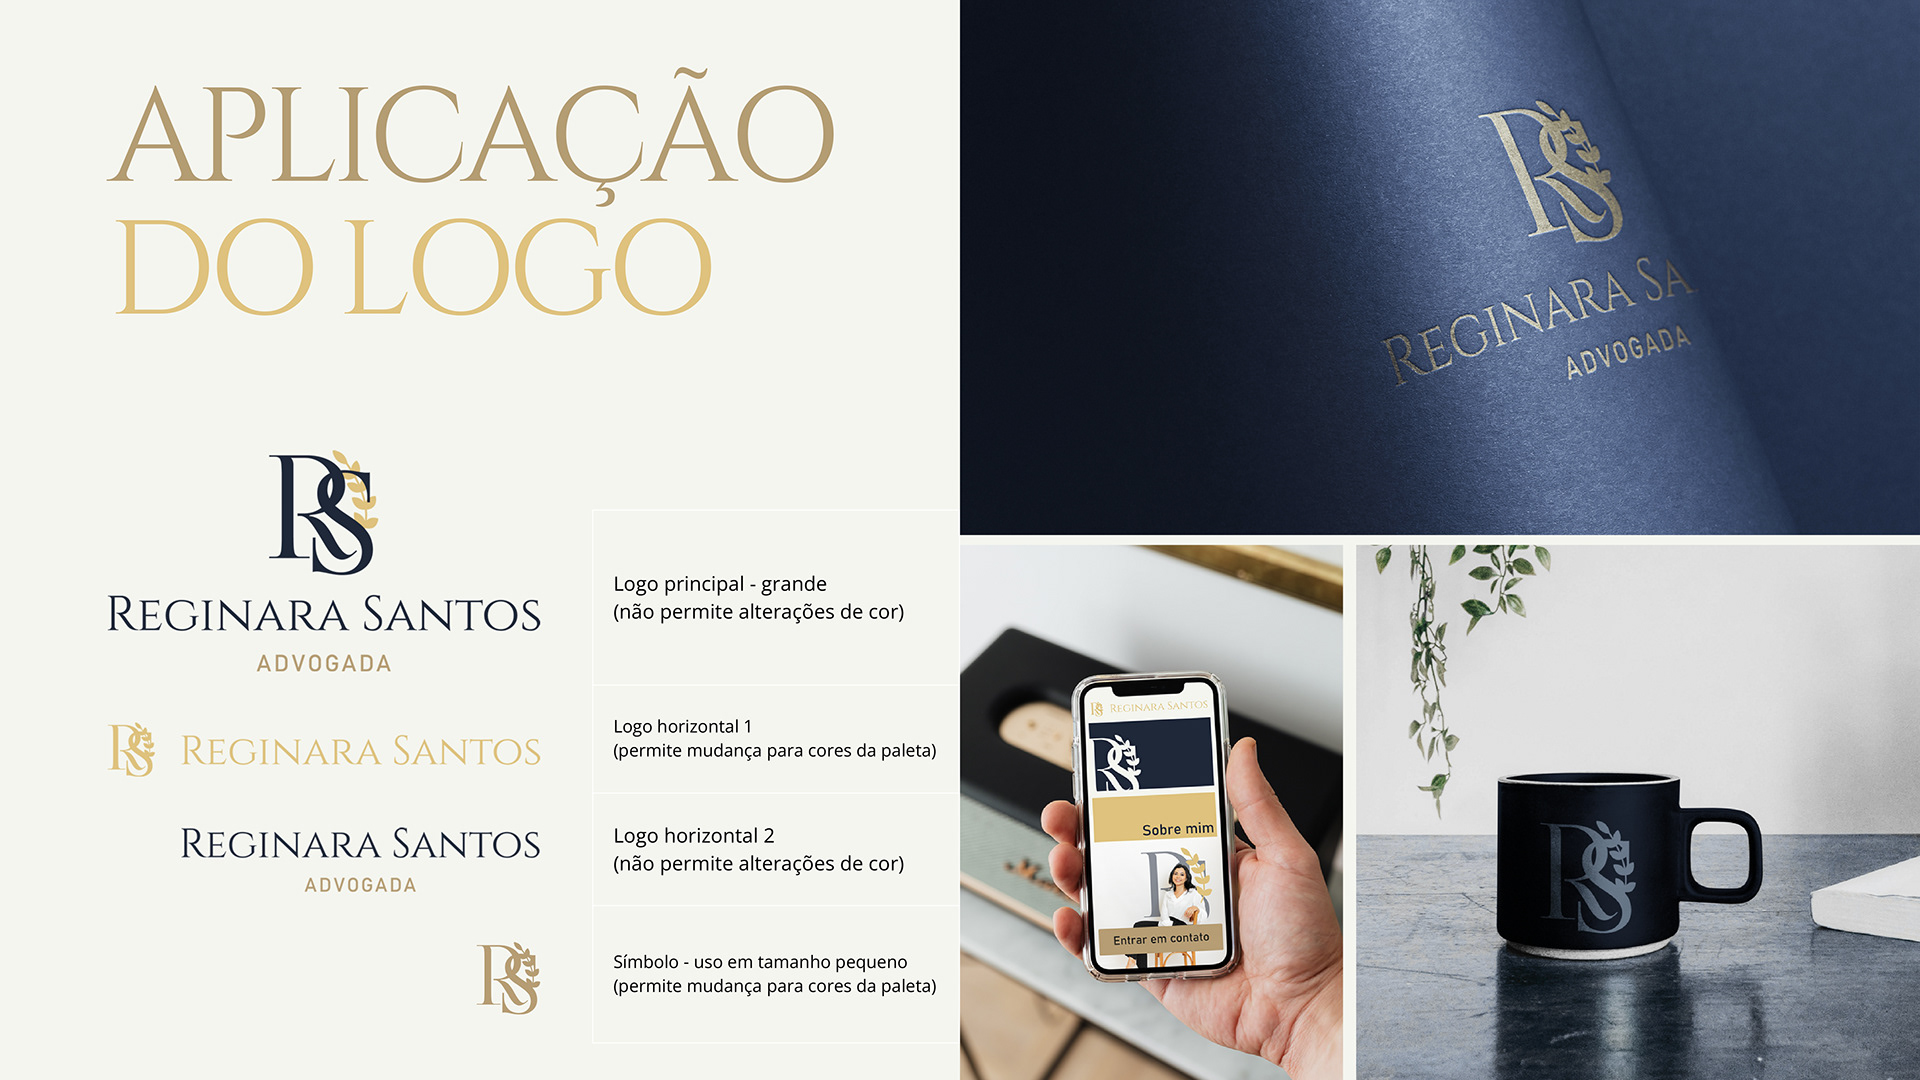 APLICAÇÃO
DO LOGO
RS
REGINARA SANTOS
ADVOGADA
Logo principal - grande
(não permite alterações de cor)
RS REGINARA SANTOS
Logo horizontal 1
(permite mudança para cores da paleta)
REGINARA SANTOS
ADVOGADA
Logo horizontal 2
(não permite alterações de cor)
RS
Símbolo - uso em tamanho pequeno
(permite mudança para cores da paleta)
RS
REGINARA SA
ADVOGADA
RS REGINARA SANTOS
RS
Sobre mim
RS
Entrar em contato
RS